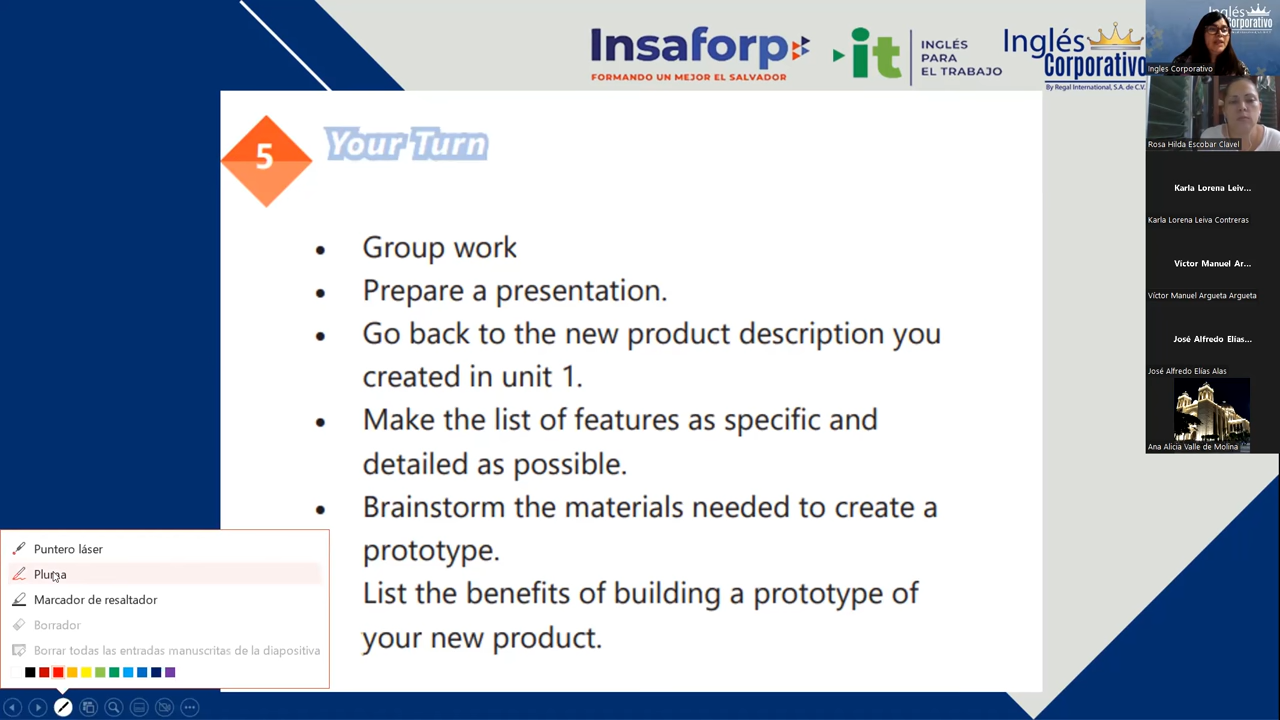 Insaforp
FORMANDO UN MEJOR EL SALVADOR
it
INGLÉS
PARA
EL TRABAJO
Inglés
Corporativo
By Regal International, S.A. de C.V.
Inglés
Corporativo
Ingles Corporativo
Rosa Hilda Escobar Clavel
Karla Lorena Leiv...
Karla Lorena Leiva Contreras
Víctor Manuel Ar...
Víctor Manuel Argueta Argueta
José Alfredo Elías...
José Alfredo Elías Alas
Ana Alicia Valle de Molina
5
Your Turn
• Group work
• Prepare a presentation.
• Go back to the new product description you
created in unit 1.
• Make the list of features as specific and
detailed as possible.
• Brainstorm the materials needed to create a
prototype.
List the benefits of building a prototype of
your new product.
Puntero láser
Pluma
Marcador de resaltador
Borrador
Borrar todas las entradas manuscritas de la diapositiva